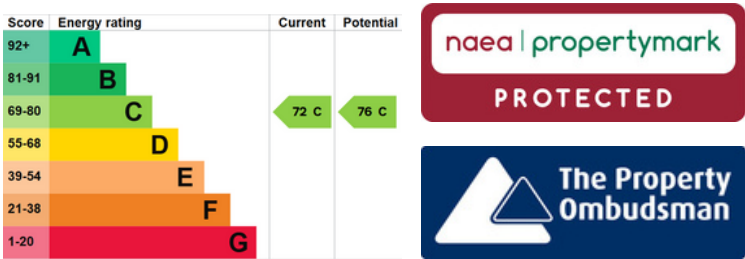 Score Energy rating Current Potential
92+ A
81-91 B
69-80 C 72 C 76 C
55-68 D
39-54 E
21-38 F
1-20 G
naea | propertymark
PROTECTED
The Property
Ombudsman